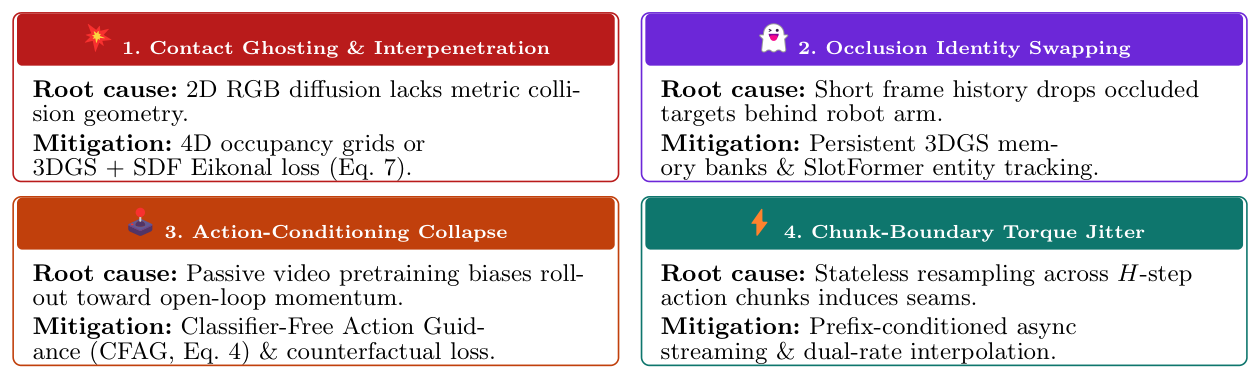 1. Contact Ghosting & Interpenetration
Root cause: 2D RGB diffusion lacks metric colli-
sion geometry.
Mitigation: 4D occupancy grids or
3DGS + SDF Eikonal loss (Eq. 7).
2. Occlusion Identity Swapping
Root cause: Short frame history drops occluded
targets behind robot arm.
Mitigation: Persistent 3DGS mem-
ory banks & SlotFormer entity tracking.
3. Action-Conditioning Collapse
Root cause: Passive video pretraining biases roll-
out toward open-loop momentum.
Mitigation: Classifier-Free Action Guid-
ance (CFAG, Eq. 4) & counterfactual loss.
4. Chunk-Boundary Torque Jitter
Root cause: Stateless resampling across H-step
action chunks induces seams.
Mitigation: Prefix-conditioned async
streaming & dual-rate interpolation.